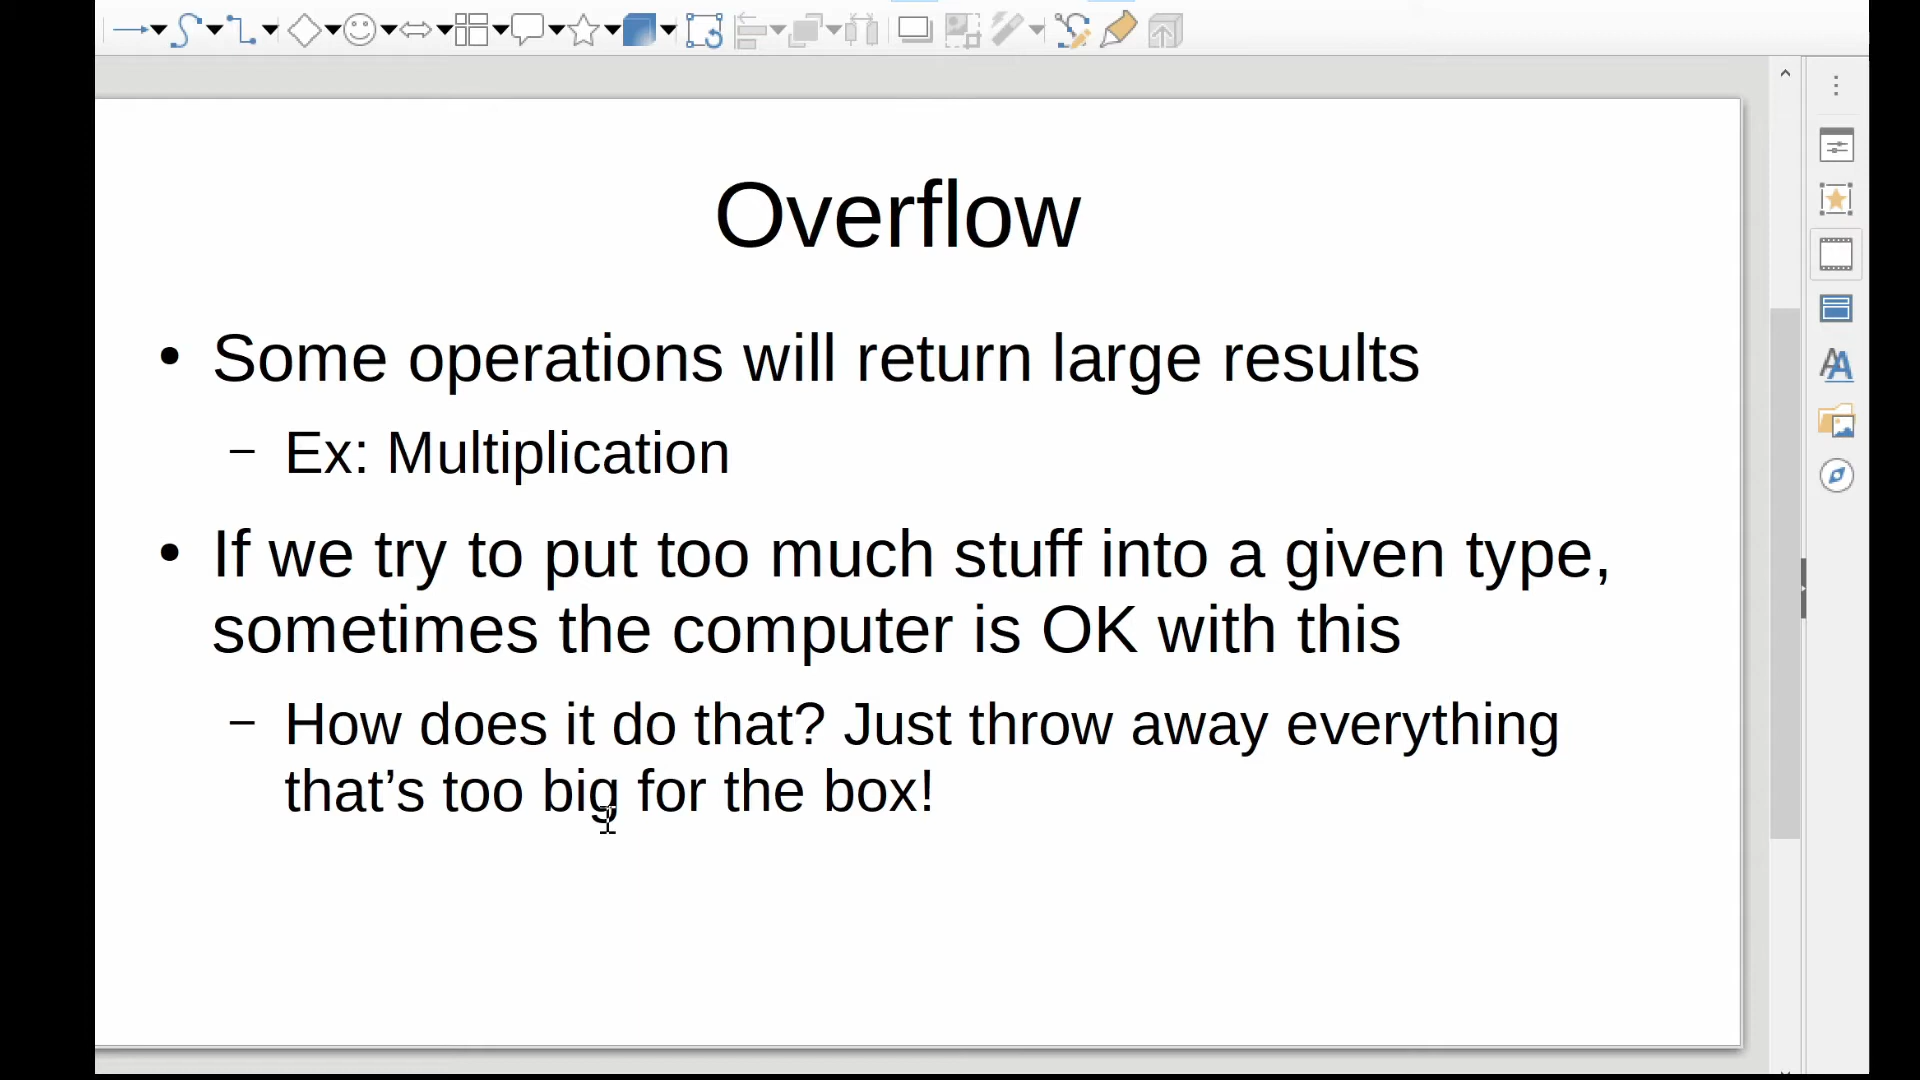 Overflow
• Some operations will return large results
– Ex: Multiplication
• If we try to put too much stuff into a given type,
sometimes the computer is OK with this
– How does it do that? Just throw away everything
that’s too big for the box!